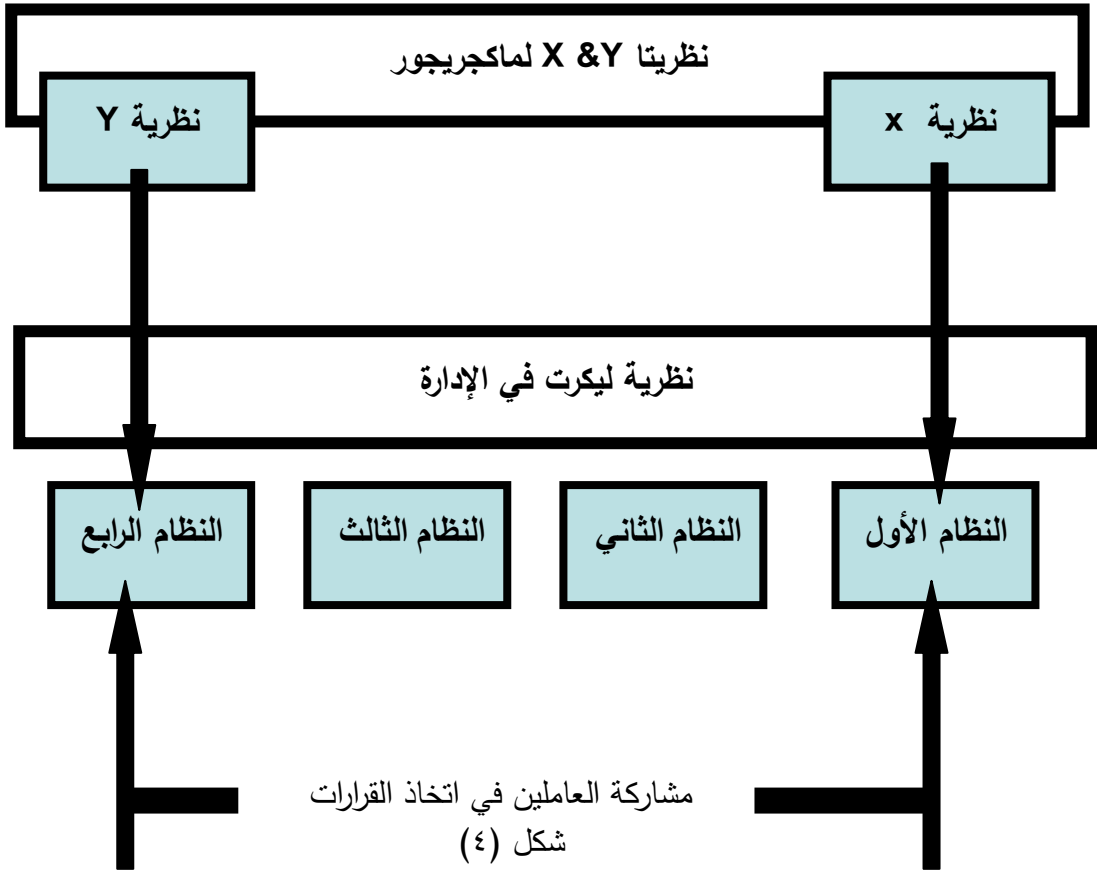 نظريتا X &Y لماكجريجور
نظرية x
نظرية Y
نظرية ليكرت في الإدارة
النظام الأول
النظام الثاني
النظام الثالث
النظام الرابع
مشاركة العاملين في اتخاذ القرارات
شكل (٤)